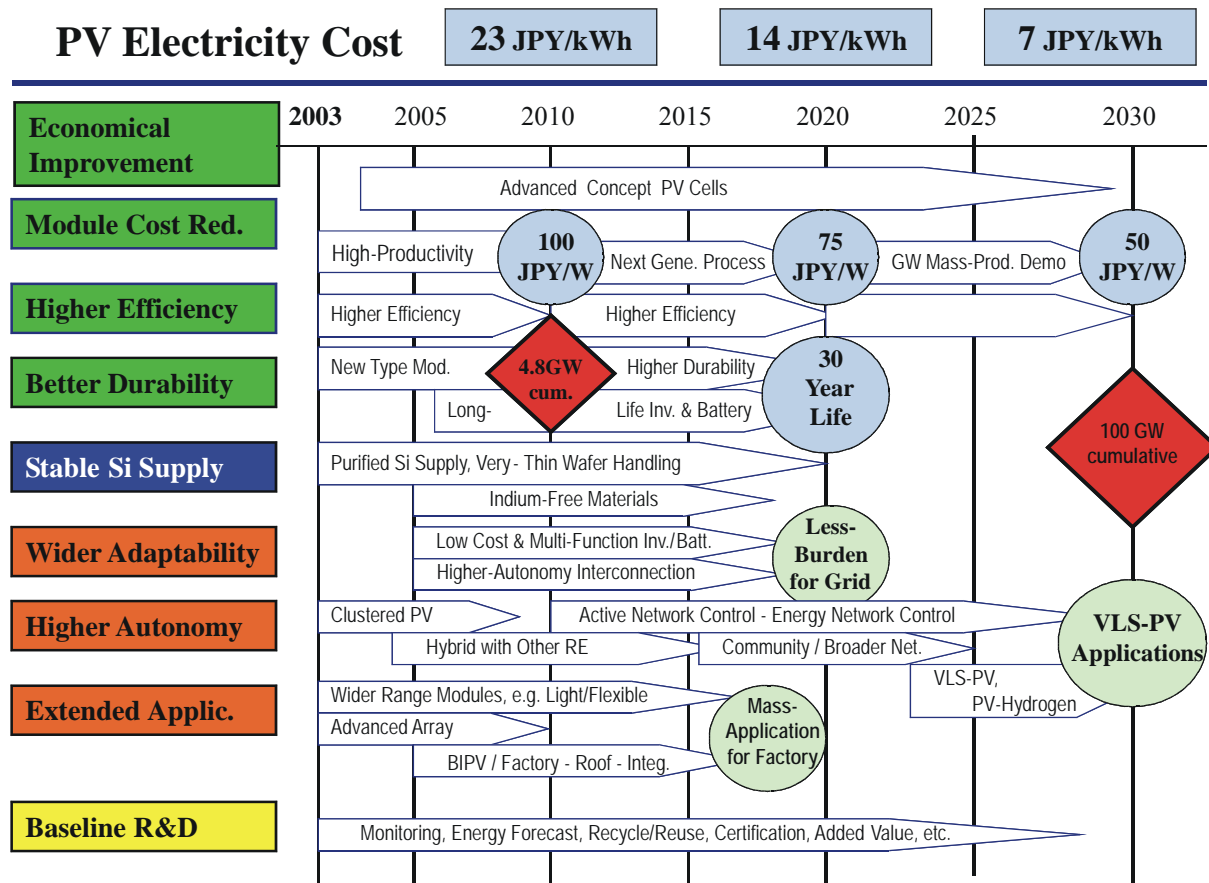 PV Electricity Cost
23 JPY/kWh
14 JPY/kWh
7 JPY/kWh
2003
2005
2010
2015
2020
2025
2030
Economical
Improvement
Advanced Concept PV Cells
Module Cost Red.
High-Productivity
100
JPY/W
Next Gene. Process
75
JPY/W
GW Mass-Prod. Demo
50
JPY/W
Higher Efficiency
Higher Efficiency
Higher Efficiency
Better Durability
New Type Mod.
4.8GW
cum.
Higher Durability
Long-
Life Inv. & Battery
30
Year
Life
100 GW
cumulative
Stable Si Supply
Purified Si Supply, Very - Thin Wafer Handling
Indium-Free Materials
Wider Adaptability
Low Cost & Multi-Function Inv./Batt.
Higher-Autonomy Interconnection
Less-
Burden
for Grid
Higher Autonomy
Clustered PV
Active Network Control - Energy Network Control
Hybrid with Other RE
Community / Broader Net.
VLS-PV
Applications
VLS-PV,
PV-Hydrogen
Extended Applic.
Wider Range Modules, e.g. Light/Flexible
Advanced Array
BIPV / Factory - Roof - Integ.
Mass-
Application
for Factory
Baseline R&D
Monitoring, Energy Forecast, Recycle/Reuse, Certification, Added Value, etc.